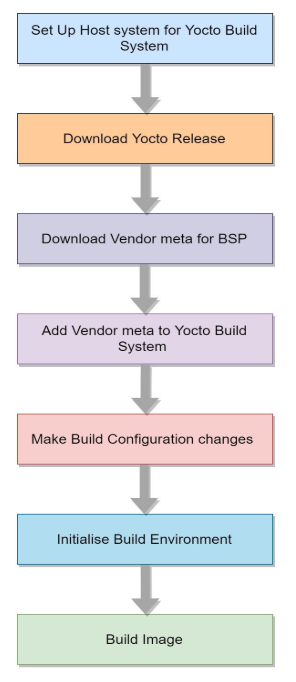 Set Up Host system for Yocto Build
System
Download Yocto Release
Download Vendor meta for BSP
Add Vendor meta to Yocto Build
System
Make Build Configuration changes
Initialise Build Environment
Build Image